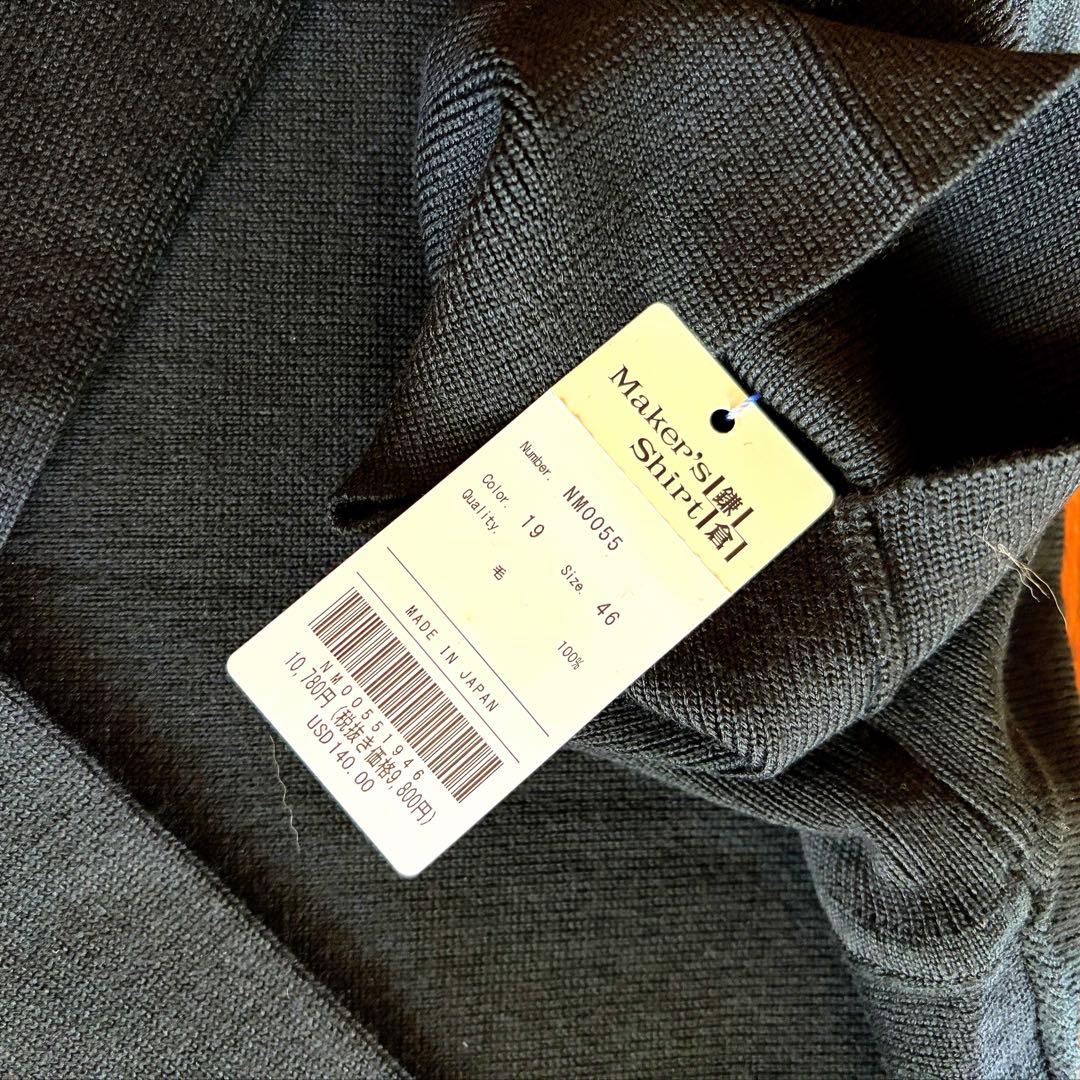 Maker's
Shirt
鎌倉
Number. NM0055
Color. 19 Size. 46
Quality.
毛 100%
MADE IN JAPAN
NM00551946
10,780円(税抜き価格9,800円)
USD140.00